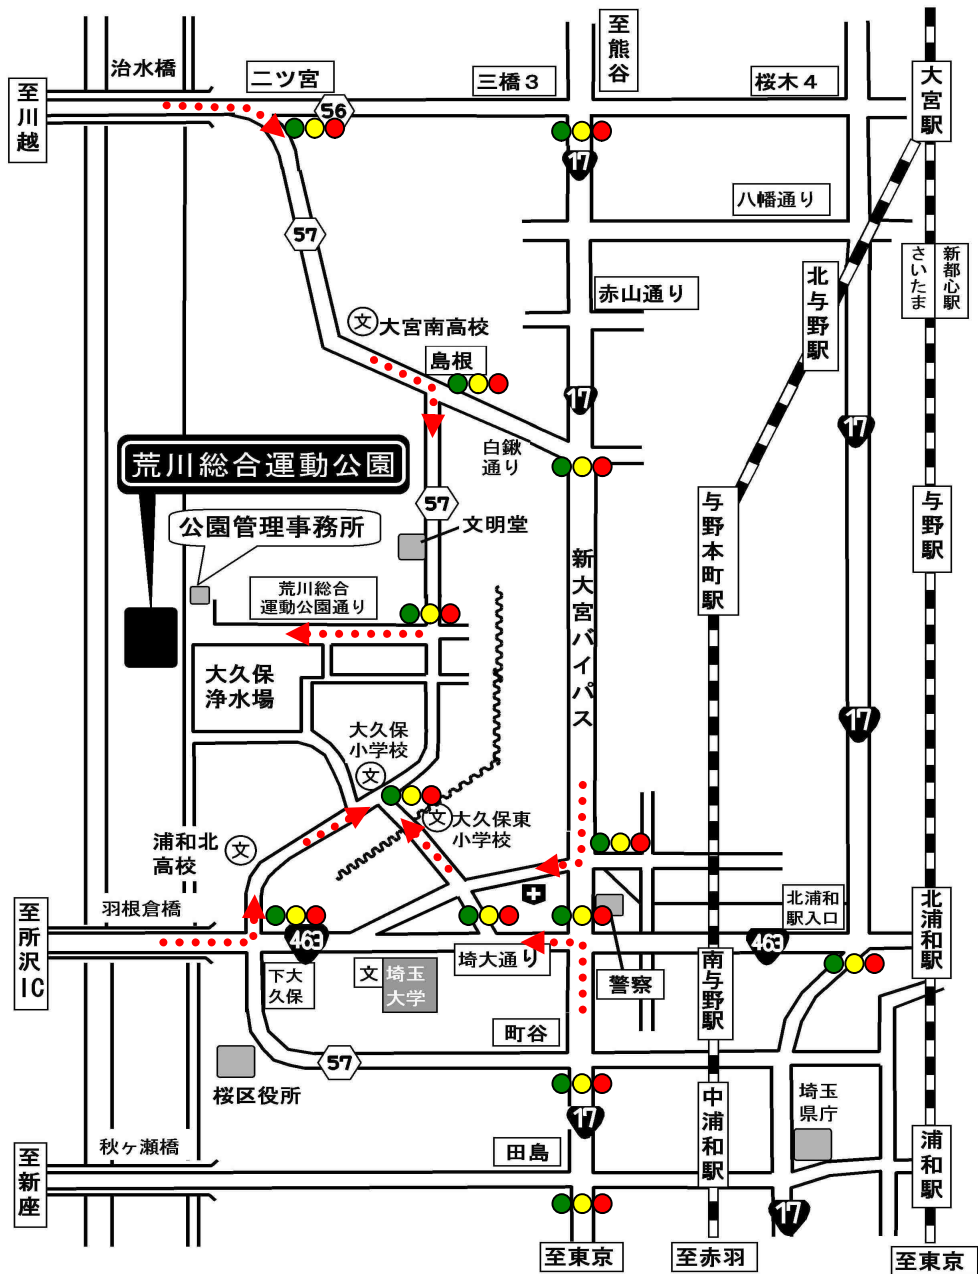 至熊谷
大宮駅
治水橋
二ツ宮
三橋3
桜木4
至川越
56
17
八幡通り
57
北与野駅
さいたま
新都心駅
赤山通り
文
大宮南高校
島根
17
17
白鍬
通り
荒川総合運動公園
57
与野本町駅
与野駅
公園管理事務所
文明堂
新大宮バイパス
荒川総合
運動公園通り
大久保
浄水場
17
大久保
小学校
文
文
大久保東
小学校
浦和北
高校
文
至所沢IC
羽根倉橋
北浦和
駅入口
北浦和駅
463
463
下大
久保
文
埼玉
大学
埼大通り
警察
南与野駅
町谷
57
桜区役所
17
中浦和駅
埼玉
県庁
秋ヶ瀬橋
至新座
田島
浦和駅
17
至東京
至赤羽
至東京